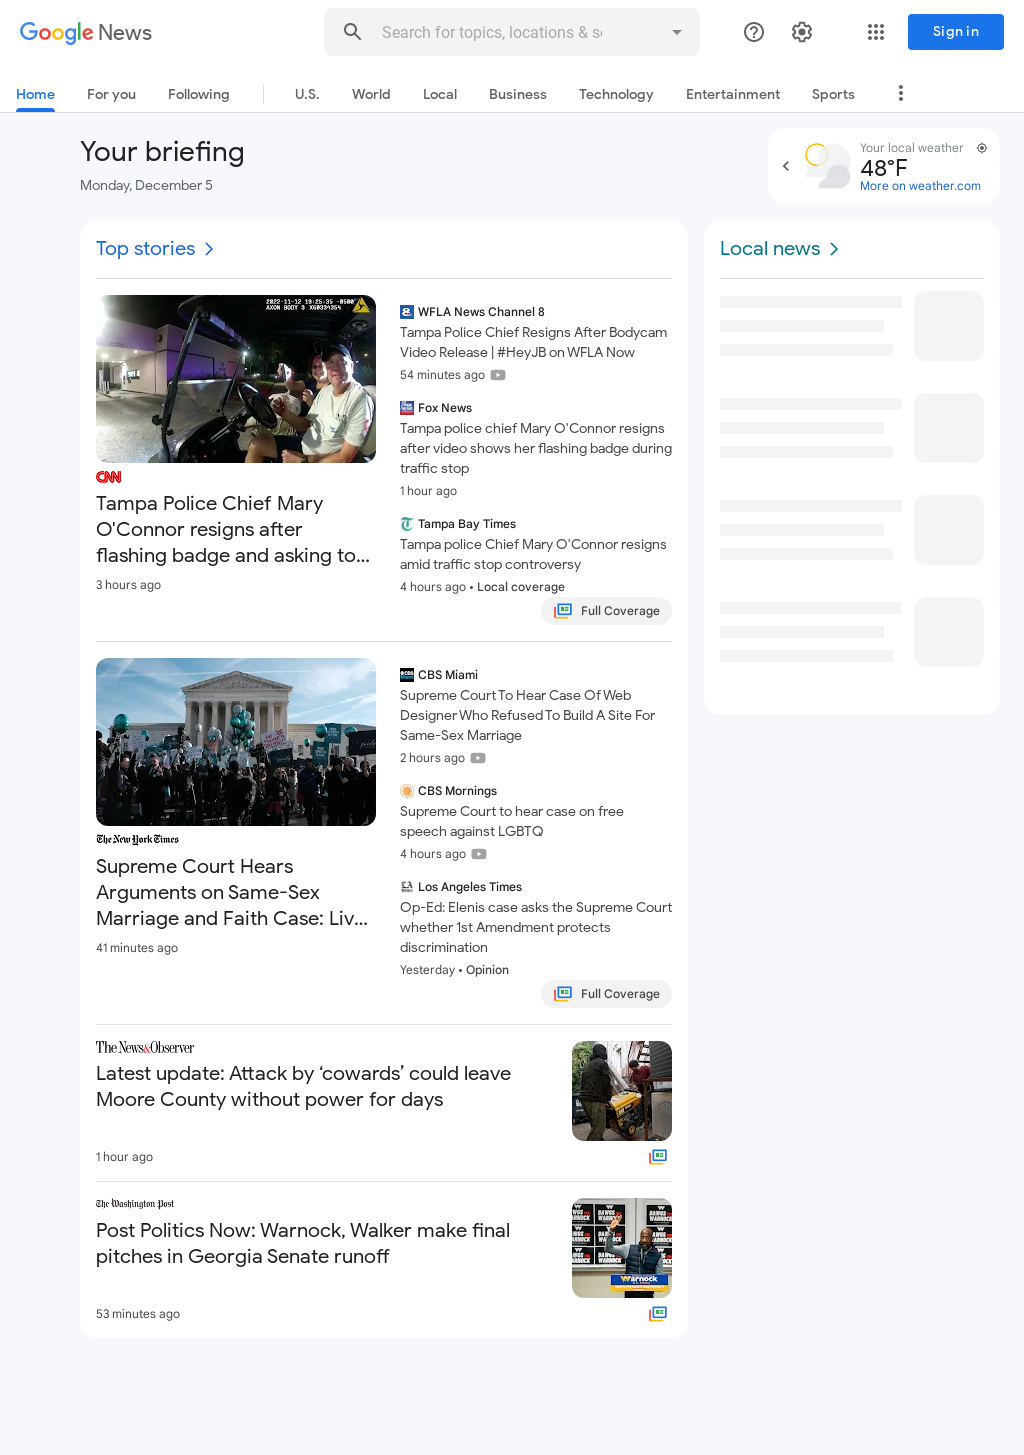 Google News
Search for topics, locations & so
Sign in
Home For you Following U.S. World Local Business Technology Entertainment Sports
Your briefing
Monday, December 5
Your local weather
48°F
More on weather.com
Top stories
2022-11-12 19:25:35 -0500
AXON BODY 3 X60334354
CNN
Tampa Police Chief Mary
O'Connor resigns after
flashing badge and asking to...
3 hours ago
WFLA News Channel 8
Tampa Police Chief Resigns After Bodycam
Video Release | #HeyJB on WFLA Now
54 minutes ago
Fox News
Tampa police chief Mary O'Connor resigns
after video shows her flashing badge during
traffic stop
1 hour ago
Tampa Bay Times
Tampa police Chief Mary O'Connor resigns
amid traffic stop controversy
4 hours ago • Local coverage
Full Coverage
The New York Times
Supreme Court Hears
Arguments on Same-Sex
Marriage and Faith Case: Liv...
41 minutes ago
CBS Miami
Supreme Court To Hear Case Of Web
Designer Who Refused To Build A Site For
Same-Sex Marriage
2 hours ago
CBS Mornings
Supreme Court to hear case on free
speech against LGBTQ
4 hours ago
Los Angeles Times
Op-Ed: Elenis case asks the Supreme Court
whether 1st Amendment protects
discrimination
Yesterday • Opinion
Full Coverage
The News&Observer
Latest update: Attack by ‘cowards’ could leave
Moore County without power for days
1 hour ago
The Washington Post
Post Politics Now: Warnock, Walker make final
pitches in Georgia Senate runoff
DAWGS
WARNOCK
Warnock
53 minutes ago
Local news